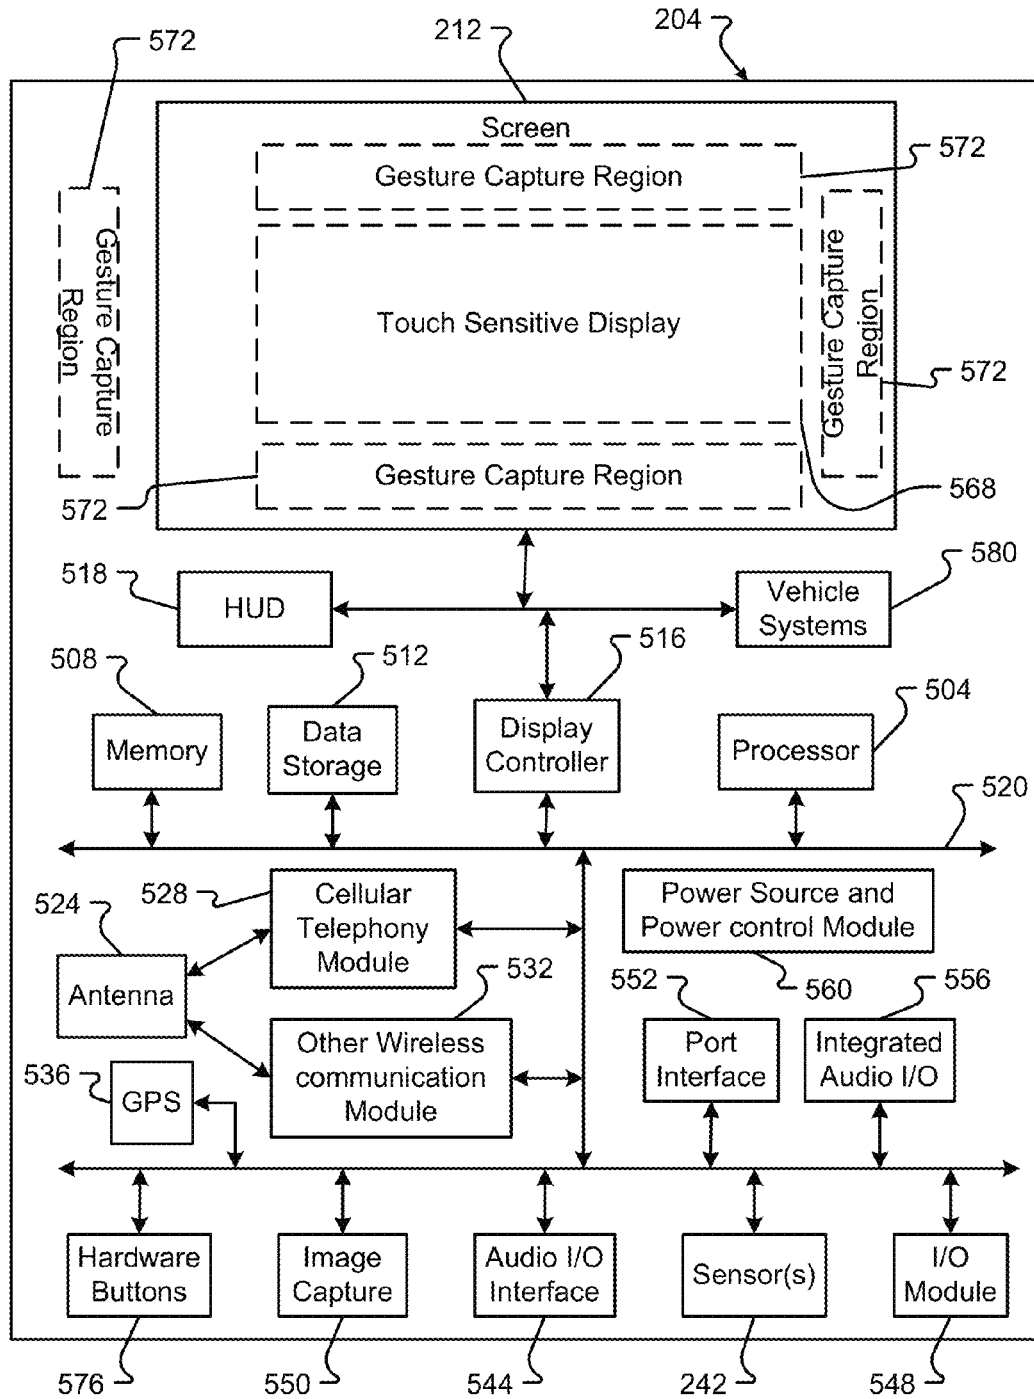 212
204
572
Screen
Gesture Capture Region
572
Gesture Capture
Region
Gesture Capture
Region
Touch Sensitive Display
572
Gesture Capture Region
572
568
518
HUD
Vehicle
Systems
580
508
512
516
504
Memory
Data
Storage
Display
Controller
Processor
520
528
Cellular
Telephony
Module
Power Source and
Power control Module
524
Antenna
532
552
560
556
Other Wireless
communication
Module
Port
Interface
Integrated
Audio I/O
536
GPS
Hardware
Buttons
Image
Capture
Audio I/O
Interface
Sensor(s)
I/O
Module
576
550
544
242
548